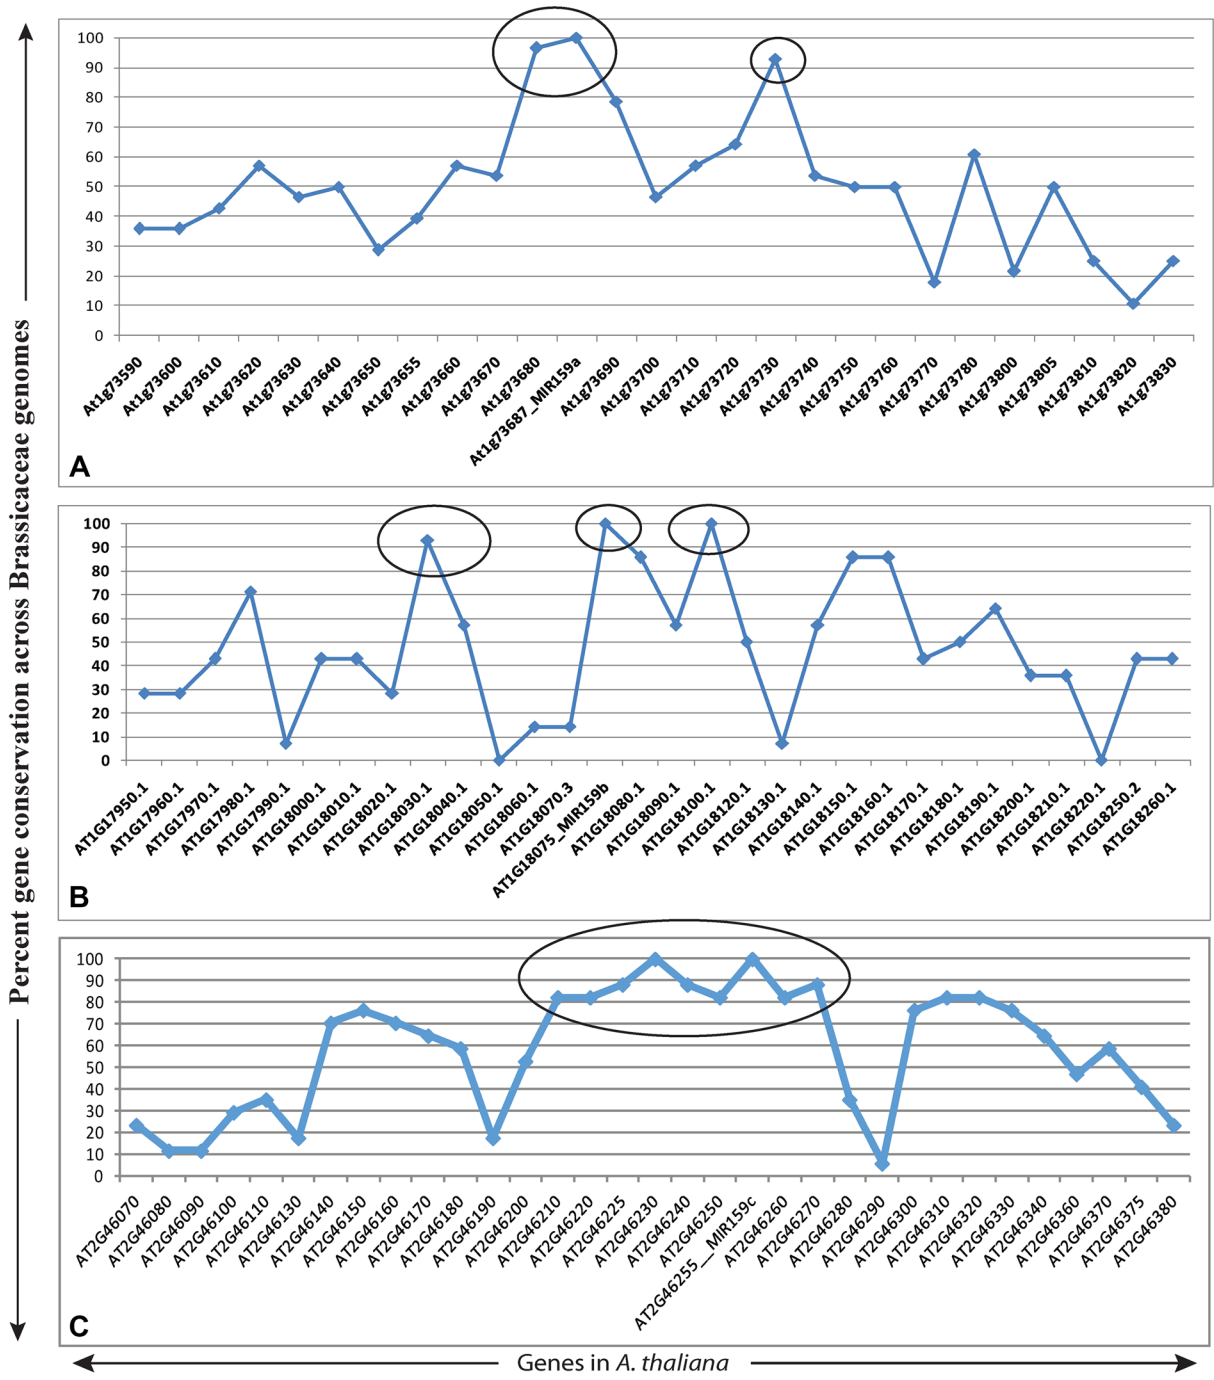 Percent gene conservation across Brassicaceae genomes
100
90
80
70
60
50
40
30
20
10
0
At1g73590
At1g73600
At1g73610
At1g73620
At1g73630
At1g73640
At1g73650
At1g73655
At1g73660
At1g73670
At1g73680
At1g73687_MIR159a
At1g73690
At1g73700
At1g73710
At1g73720
At1g73730
At1g73740
At1g73750
At1g73760
At1g73770
At1g73780
At1g73800
At1g73805
At1g73810
At1g73820
At1g73830
A
100
90
80
70
60
50
40
30
20
10
0
AT1G17950.1
AT1G17960.1
AT1G17970.1
AT1G17980.1
AT1G17990.1
AT1G18000.1
AT1G18010.1
AT1G18020.1
AT1G18030.1
AT1G18040.1
AT1G18050.1
AT1G18060.1
AT1G18070.3
AT1G18075_MIR159b
AT1G18080.1
AT1G18090.1
AT1G18100.1
AT1G18120.1
AT1G18130.1
AT1G18140.1
AT1G18150.1
AT1G18160.1
AT1G18170.1
AT1G18180.1
AT1G18190.1
AT1G18200.1
AT1G18210.1
AT1G18220.1
AT1G18250.2
AT1G18260.1
B
100
90
80
70
60
50
40
30
20
10
0
AT2G46070
AT2G46080
AT2G46090
AT2G46100
AT2G46110
AT2G46130
AT2G46140
AT2G46150
AT2G46160
AT2G46170
AT2G46180
AT2G46190
AT2G46200
AT2G46210
AT2G46220
AT2G46225
AT2G46230
AT2G46240
AT2G46250
AT2G46255__MIR159c
AT2G46260
AT2G46270
AT2G46280
AT2G46290
AT2G46300
AT2G46310
AT2G46320
AT2G46330
AT2G46340
AT2G46360
AT2G46370
AT2G46375
AT2G46380
C
Genes in A. thaliana